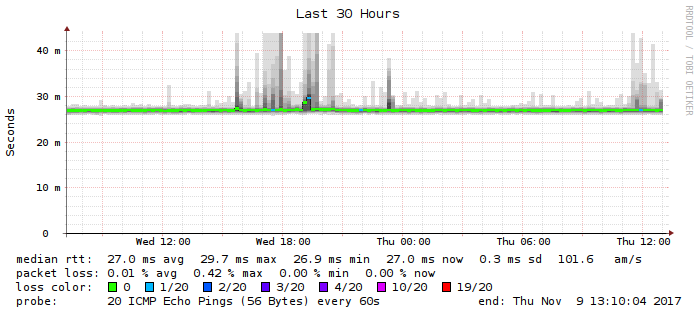 Last 30 Hours
RRDTOOL / TOBI OETIKER
Seconds
40 m
30 m
20 m
10 m
0
Wed 12:00 Wed 18:00 Thu 00:00 Thu 06:00 Thu 12:00
median rtt: 27.0 ms avg 29.7 ms max 26.9 ms min 27.0 ms now 0.3 ms sd 101.6 am/s
packet loss: 0.01 % avg 0.42 % max 0.00 % min 0.00 % now
loss color: 0 1/20 2/20 3/20 4/20 10/20 19/20
probe: 20 ICMP Echo Pings (56 Bytes) every 60s end: Thu Nov 9 13:10:04 2017